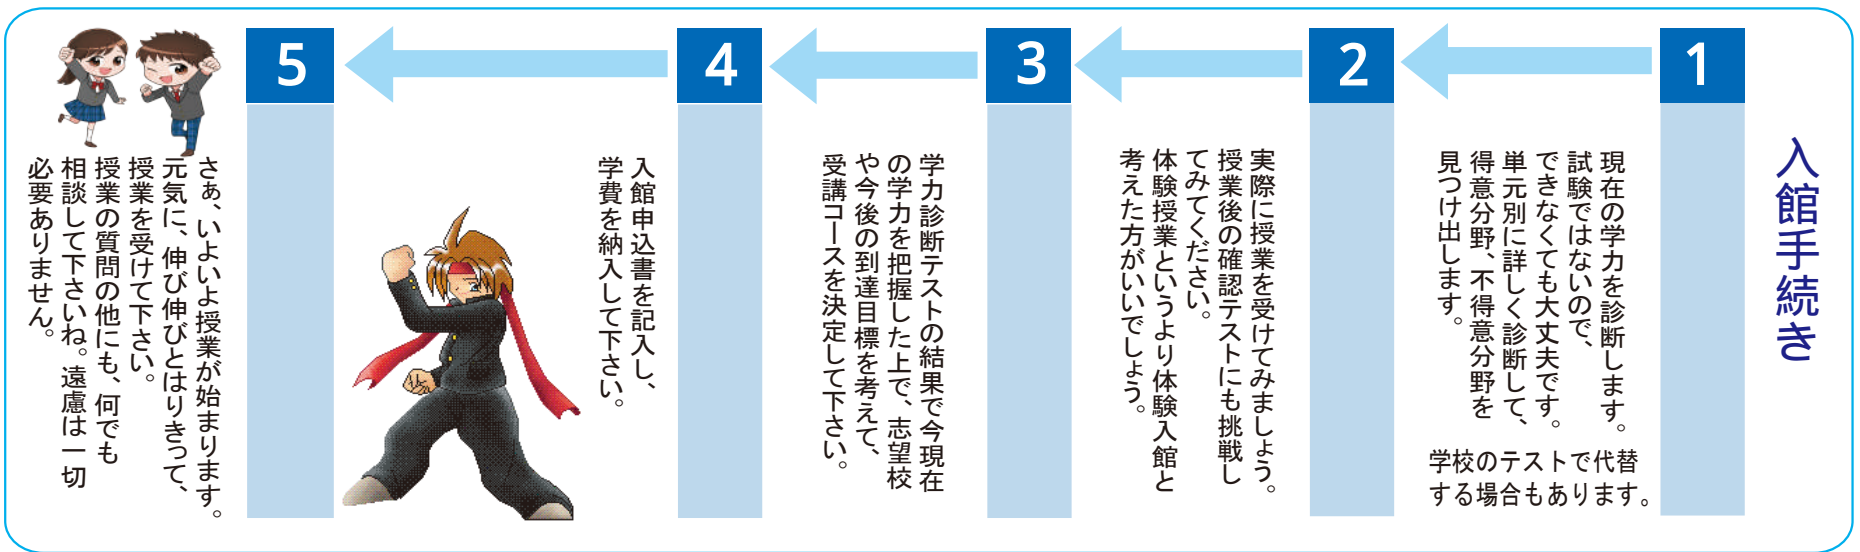 入館手続き
1
現在の学力を診断します。
試験ではないので、
できなくても大丈夫です。
単元別に詳しく診断して、
得意分野、不得意分野を
見つけ出します。
学校のテストで代替
する場合もあります。
2
実際に授業を受けてみましょう。
授業後の確認テストにも挑戦し
てみてください。
体験授業というより体験入館と
考えた方がいいでしょう。
3
学力診断テストの結果で今現在
の学力を把握した上で、志望校
や今後の到達目標を考えて、
受講コースを決定して下さい。
4
入館申込書を記入し、
学費を納入して下さい。
5
さぁ、いよいよ授業が始まります。
元気に、伸び伸びとはりきって、
授業を受けて下さい。
授業の質問の他にも、何でも
相談して下さいね。遠慮は一切
必要ありません。